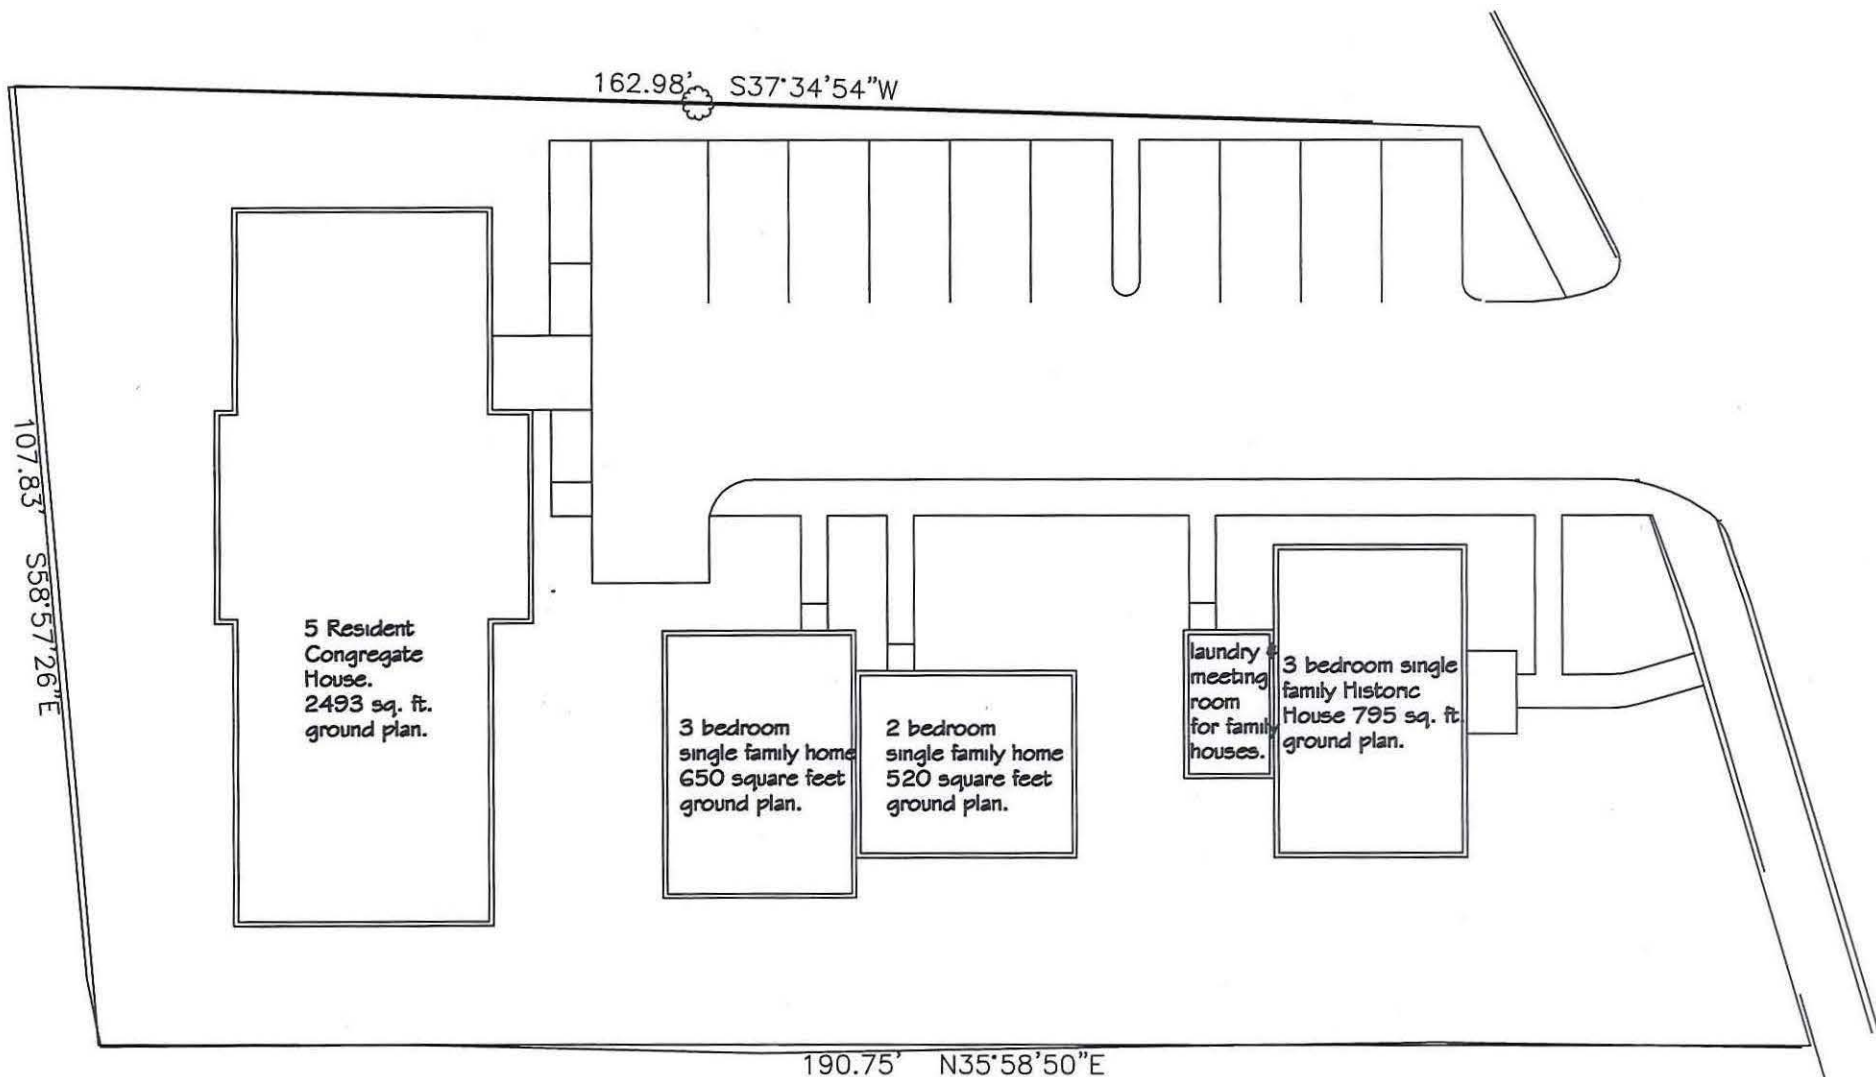 162.98' S37°34'54"W
107.83' S58°57'26"E
5 Resident
Congregate
House.
2493 sq. ft.
ground plan.
3 bedroom
single family home
650 square feet
ground plan.
2 bedroom
single family home
520 square feet
ground plan.
laundry &
meeting
room
for family
houses.
3 bedroom single
family Historic
House 795 sq. ft.
ground plan.
190.75' N35°58'50"E